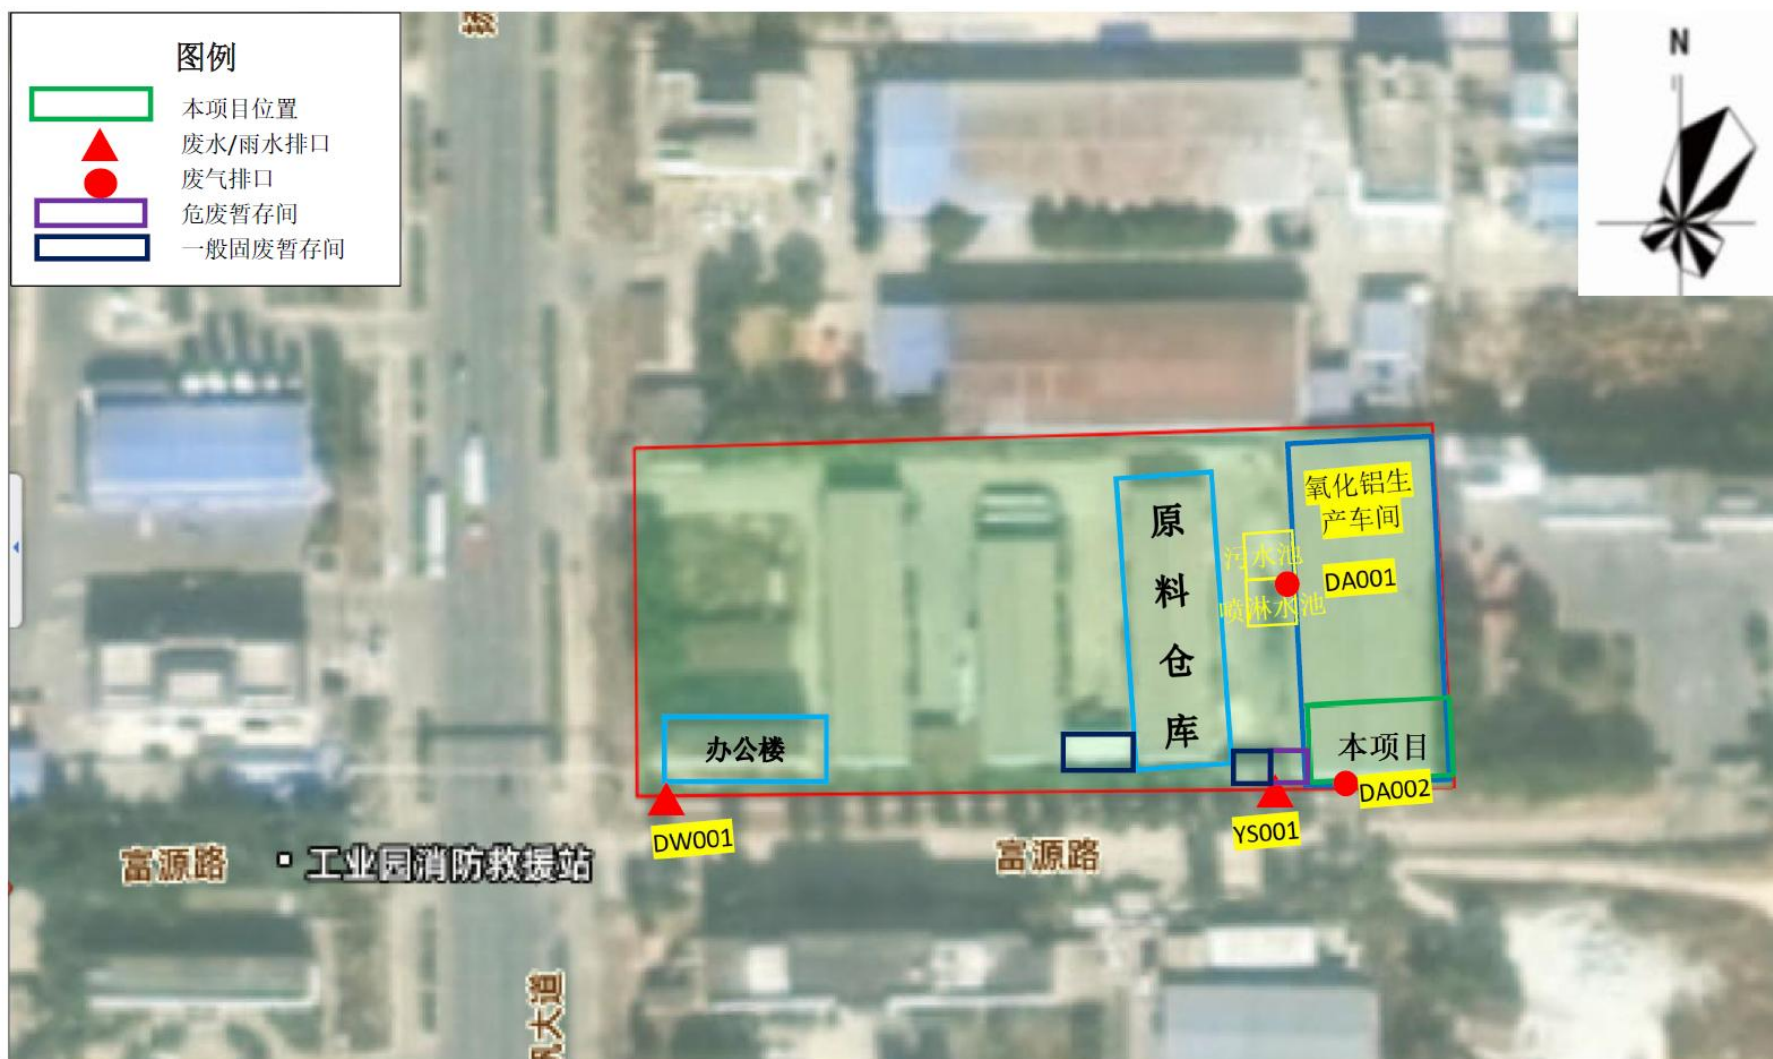 图例
本项目位置
废水/雨水排口
废气排口
危废暂存间
一般固废暂存间
N
氧化铝生
产车间
原
料
仓
库
污水池
喷淋水池
DA001
办公楼
本项目
DA002
DW001
YS001
富源路
工业园消防救援站
富源路
大道